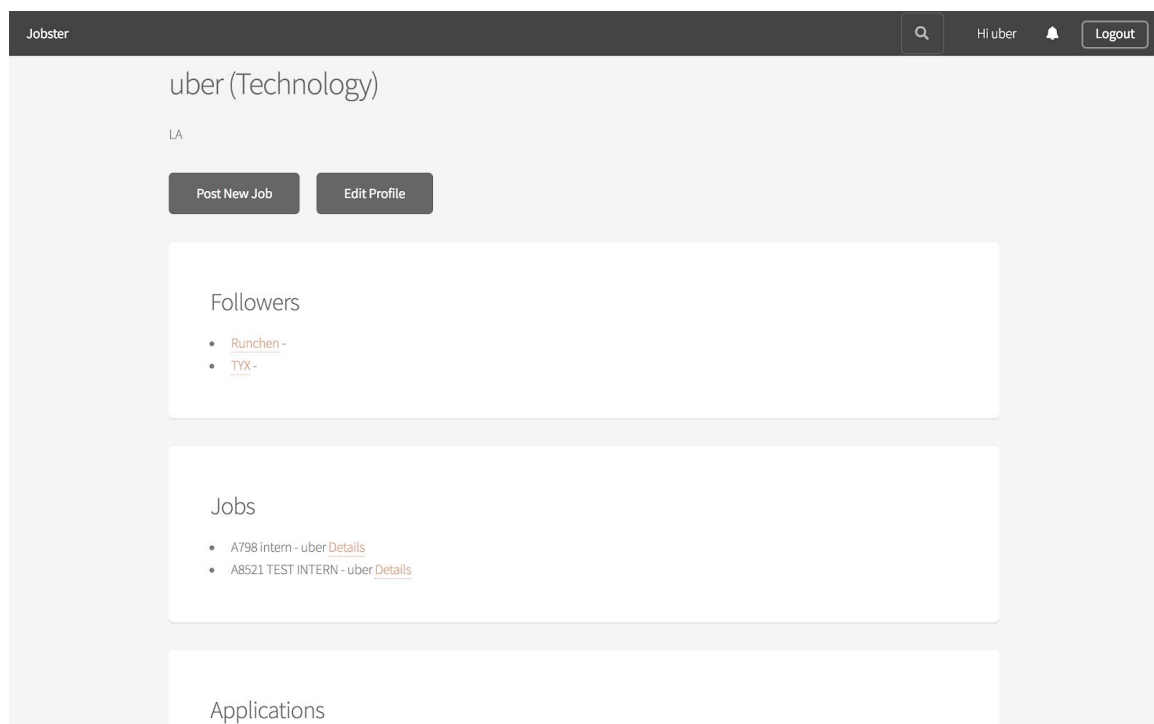 Jobster
Hi uber
Logout
uber (Technology)
LA
Post New Job
Edit Profile
Followers
Runchen -
TYX -
Jobs
A798 intern - uber Details
A8521 TEST INTERN - uber Details
Applications